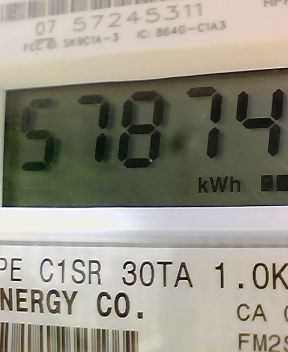 07 57245311
FCC ID: SK9C1A-3 IC: 864G-C1A3
57874
kWh
PE C1SR 30TA 1.0K
NERGY CO.
CA
FM2S